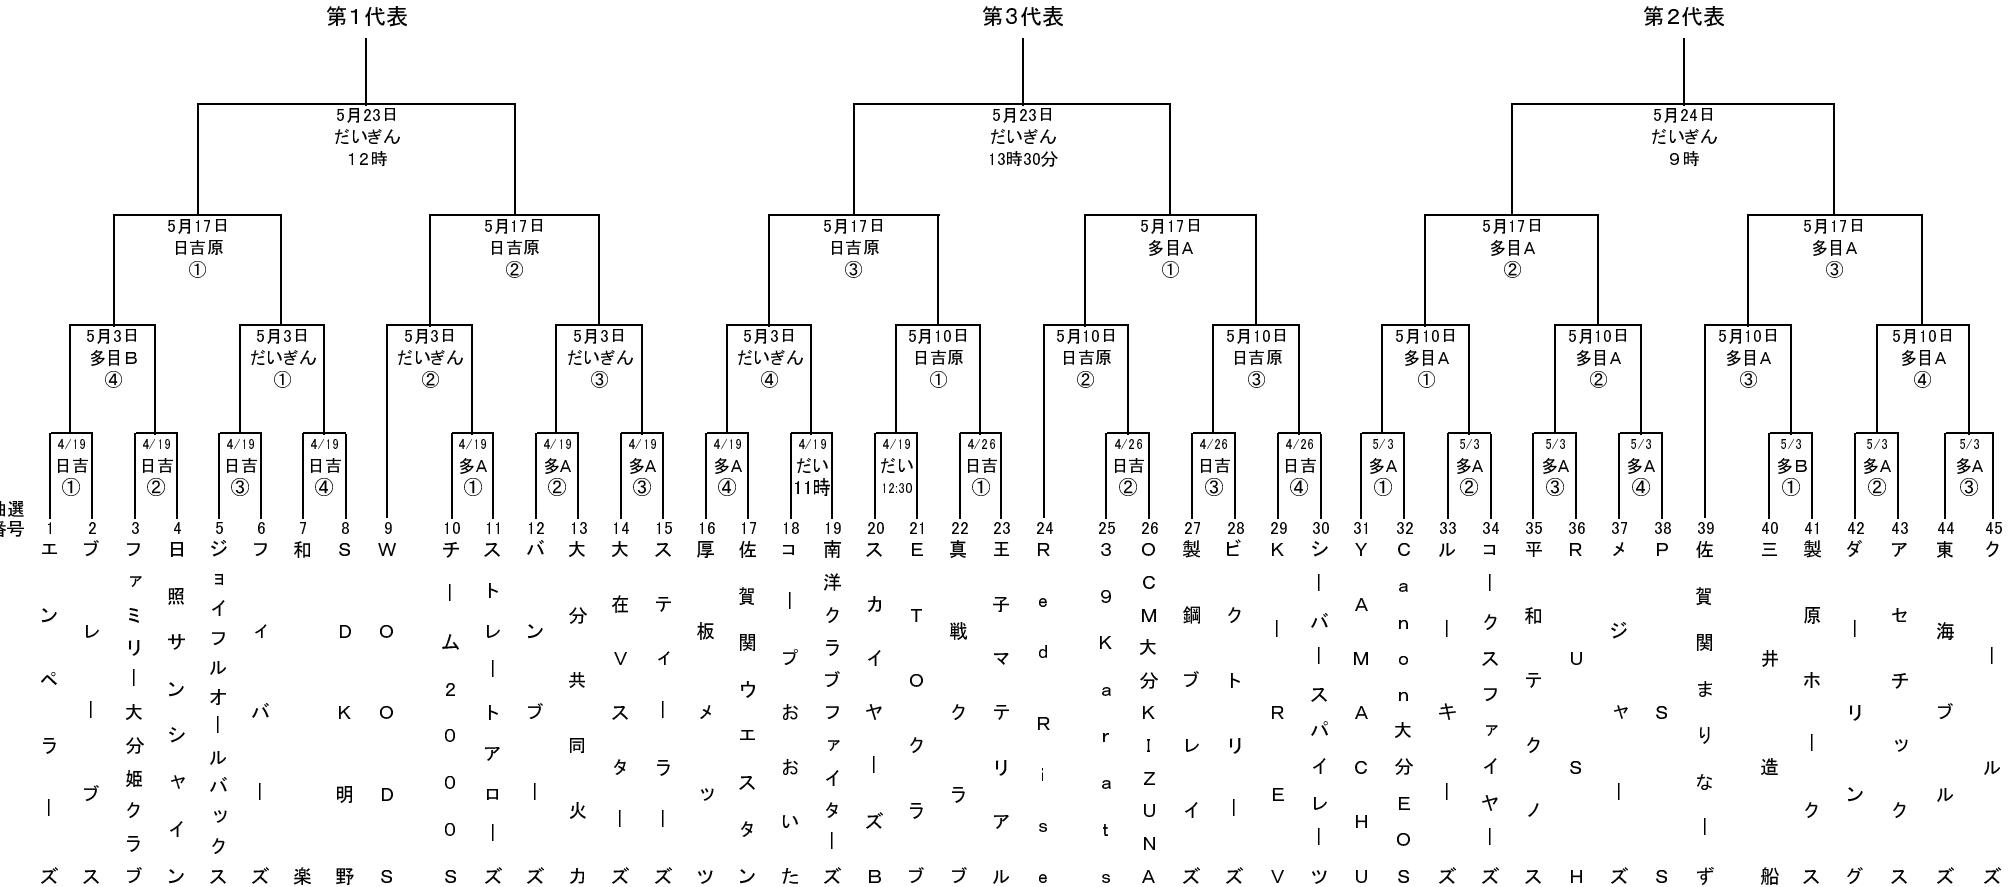 第１代表
第３代表
第２代表
5月23日
だいぎん
12時
5月23日
だいぎん
13時30分
5月24日
だいぎん
9時
5月17日
日吉原
①
5月17日
日吉原
②
5月17日
日吉原
③
5月17日
多目A
①
5月17日
多目A
②
5月17日
多目A
③
5月3日
多目B
④
5月3日
だいぎん
①
5月3日
だいぎん
②
5月3日
だいぎん
③
5月3日
だいぎん
④
5月10日
日吉原
①
5月10日
日吉原
②
5月10日
日吉原
③
5月10日
多目A
①
5月10日
多目A
②
5月10日
多目A
③
5月10日
多目A
④
4/19
日吉
①
4/19
日吉
②
4/19
日吉
③
4/19
日吉
④
4/19
多A
①
4/19
多A
②
4/19
多A
③
4/19
多A
④
4/19
だい
11時
4/19
だい
12:30
4/26
日吉
①
4/26
日吉
②
4/26
日吉
③
4/26
日吉
④
5/3
多A
①
5/3
多A
②
5/3
多A
③
5/3
多A
④
5/3
多B
①
5/3
多A
②
5/3
多A
③
抽選
番号
1 エンペラーズ
2 ブレーブス
3 ファミリー大分姫クラブ
4 日照サンシャイン
5 ジョイフルオールバックス
6 フィバーズ
7 和楽
8 SDK明野
9 WOODS
10 チーム2000S
11 ストレートアローズ
12 バンブーズ
13 大分共同火カ
14 大在Vスターズ
15 スティーラーズ
16 厚板メッツ
17 佐賀関ウエスタン
18 コープおおいた
19 南洋クラブファイターズ
20 スカイヤーズB
21 ETOクラブ
22 真戦クラブ
23 王子マテリアル
24 Red Rise
25 39Karats
26 OCM大分KIZUNA
27 製鋼ブレイズ
28 ビクトリーズ
29 K-REV
30 シーバースパイレーツ
31 YAMACHU
32 Canon大分EOS
33 ルーキーズ
34 コークスファイヤーズ
35 平和テクノス
36 RUSH
37 メジャーズ
38 PSS
39 佐賀関まりなーず
40 三井造船
41 製原ホークス
42 ダーリング
43 アセチックス
44 東海ブルズ
45 クールズ